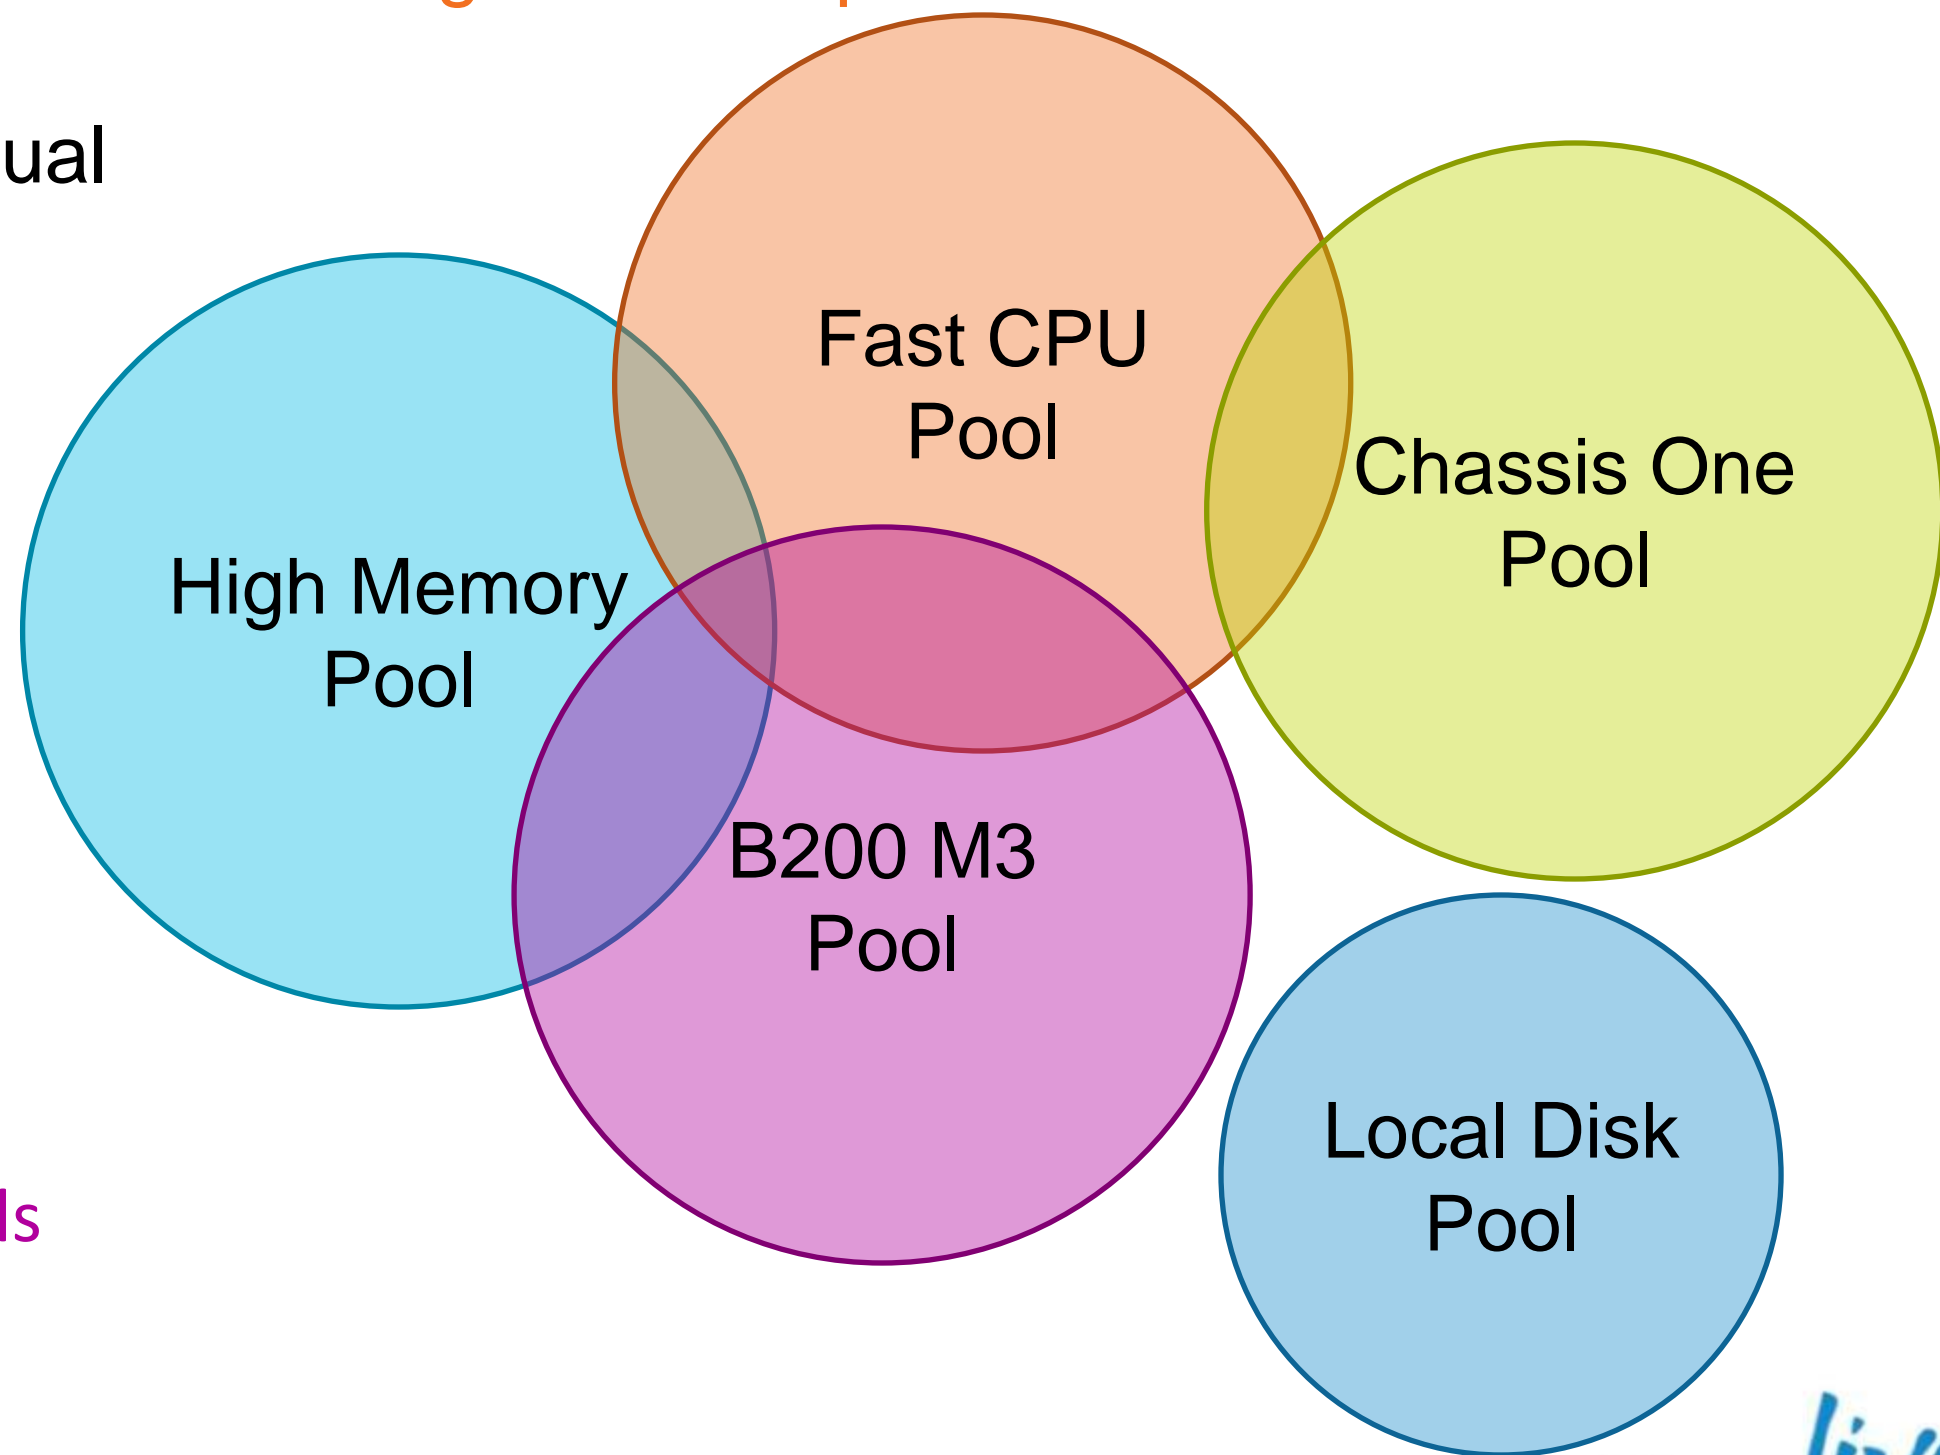 ual
Fast CPU
Pool
Chassis One
Pool
High Memory
Pool
B200 M3
Pool
Local Disk
Pool
ls